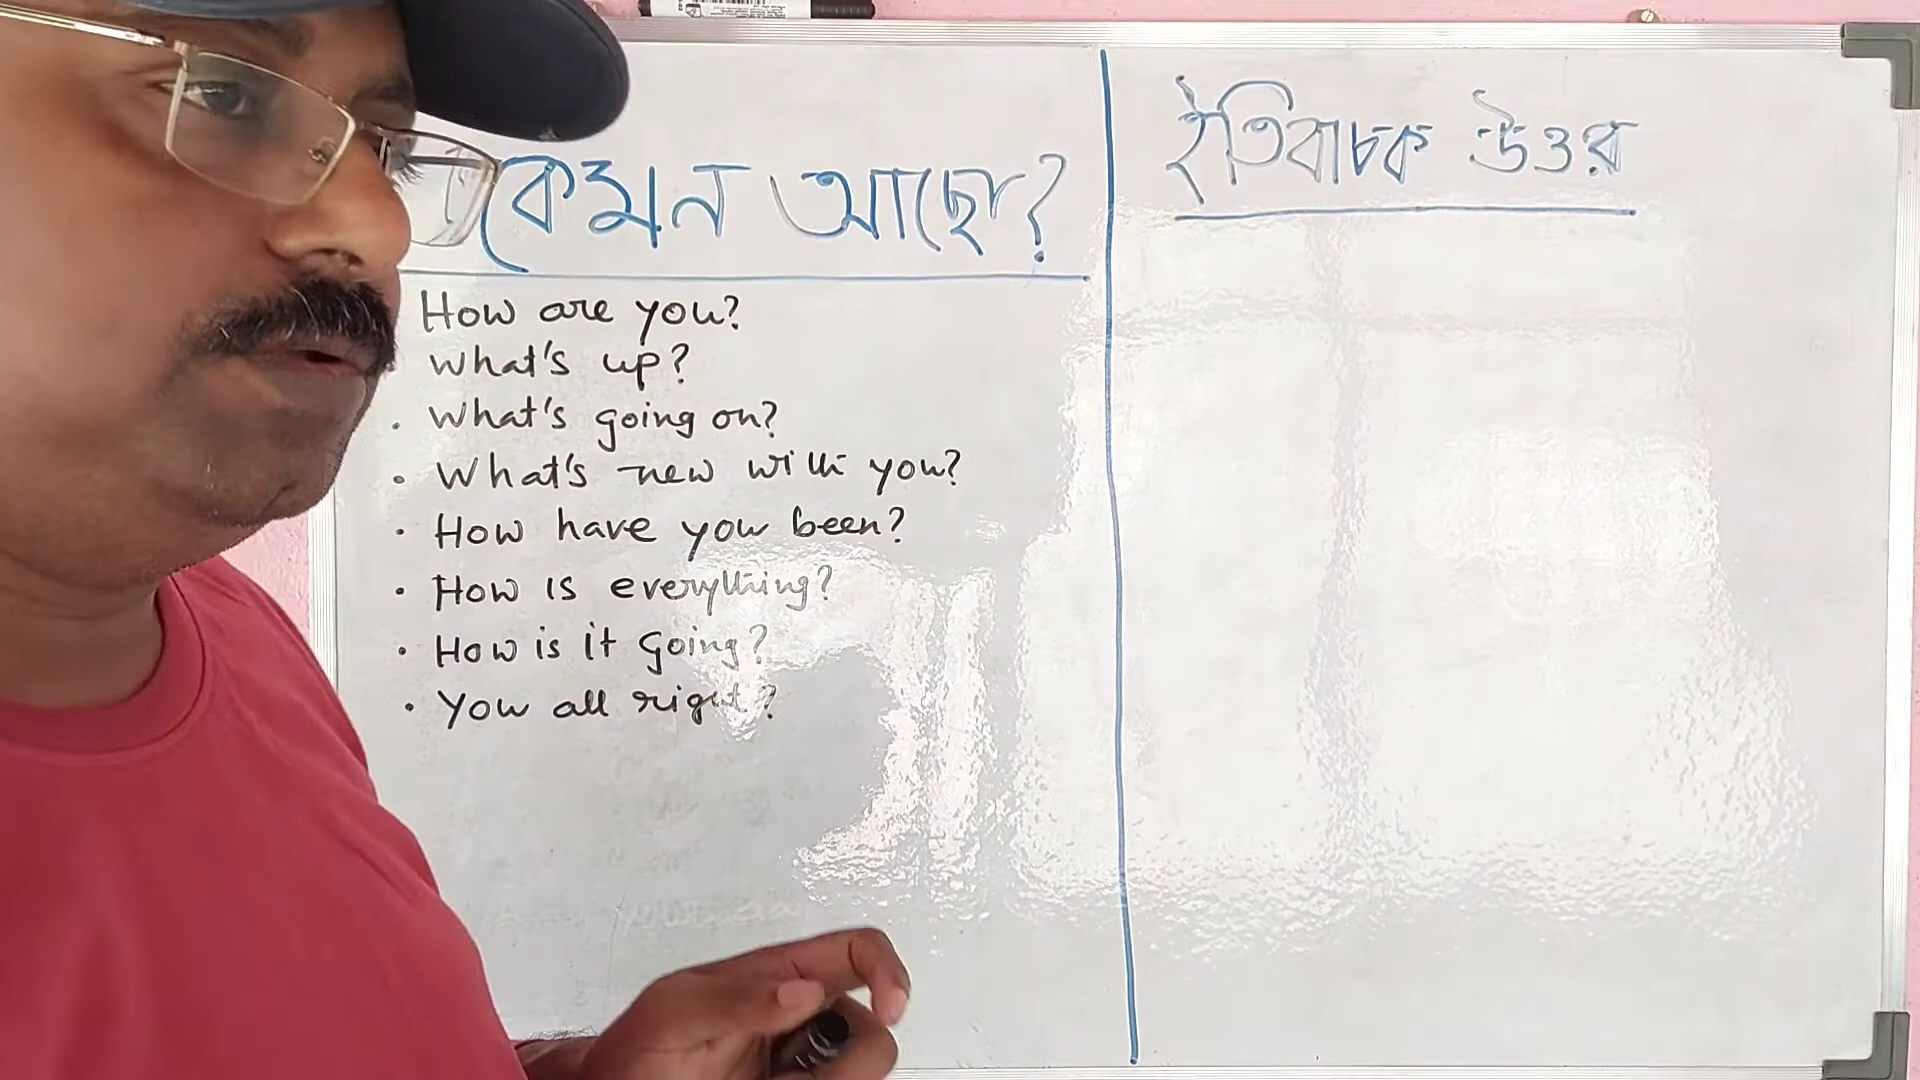 কেমন আছো?
How are you?
What's up?
. What's going on?
. What's new with you?
. How have you been?
. How is everything?
. How is it going?
. You all right?
ইতিবাচক উত্তর